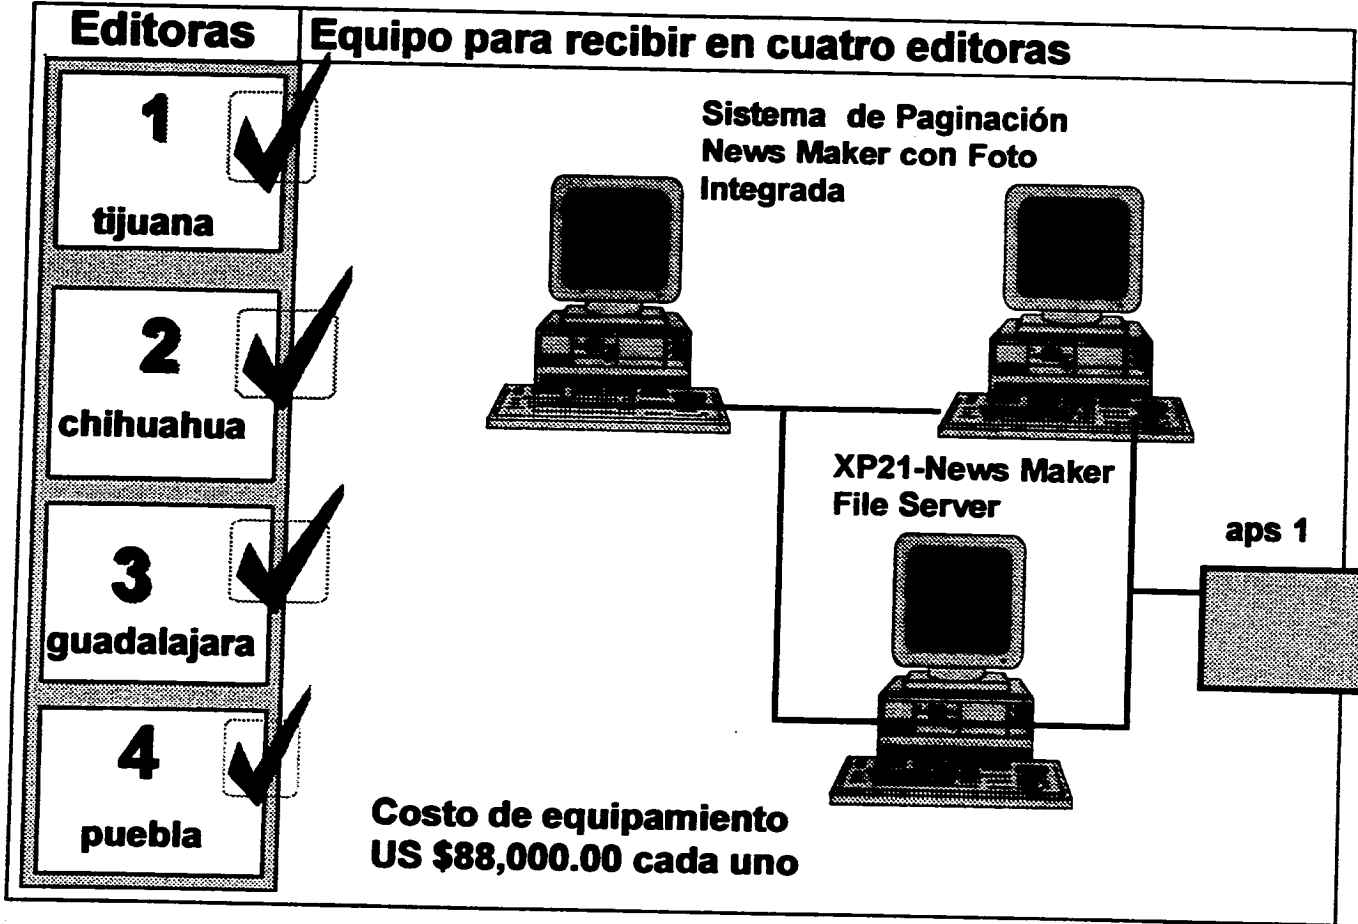 Editoras
Equipo para recibir en cuatro editoras
1
tijuana
2
chihuahua
3
guadalajara
4
puebla
Sistema de Paginación
News Maker con Foto
Integrada
XP21-News Maker
File Server
aps 1
Costo de equipamiento
US $88,000.00 cada uno